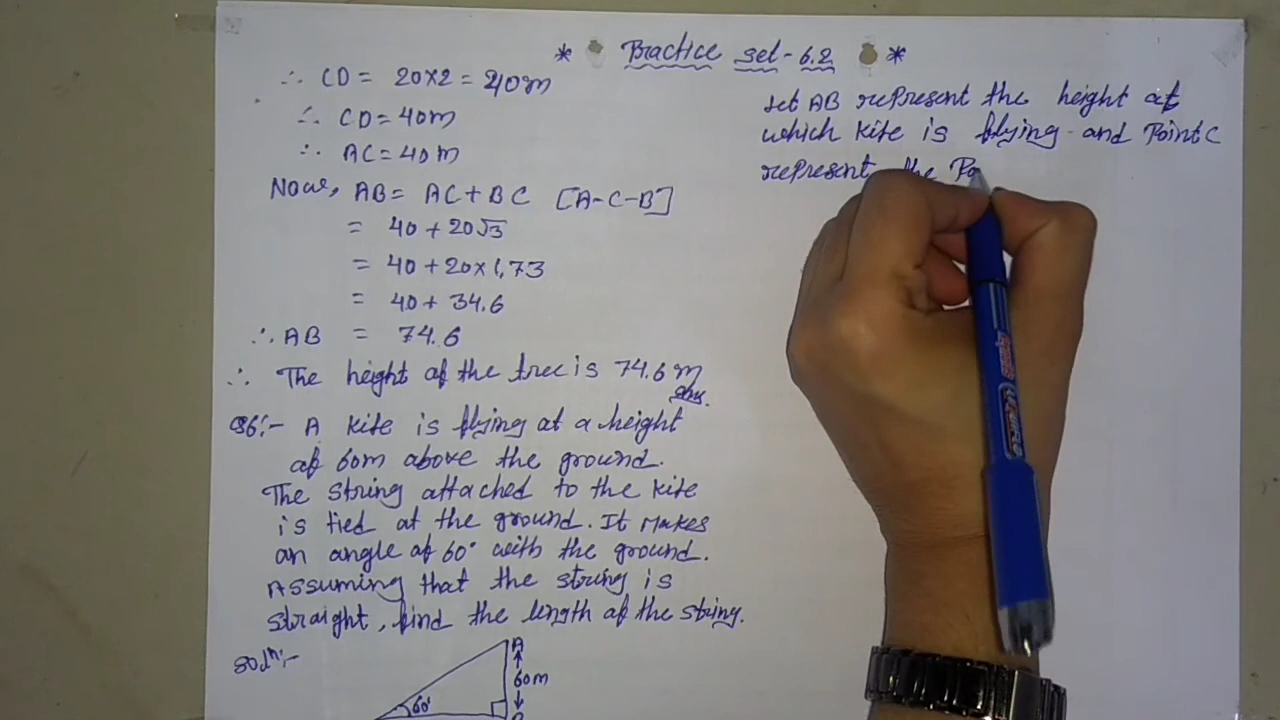 * Practice set - 6.2 *
∴ CD = 20×2 = 40m
∴ CD = 40m
∴ AC = 40m
Now, AB = AC + BC [A-C-B]
= 40 + 20√3
= 40 + 20×1.73
= 40 + 34.6
∴ AB = 74.6
∴ The height of the tree is 74.6 m
Ans.
Q6:- A kite is flying at a height
of 60m above the ground.
The string attached to the kite
is tied at the ground. It makes
an angle of 60° with the ground.
Assuming that the string is
straight, find the length of the string.
Solⁿ:-
A
60m
60°
let AB represent the height at
which kite is flying and Point C
represent the Po